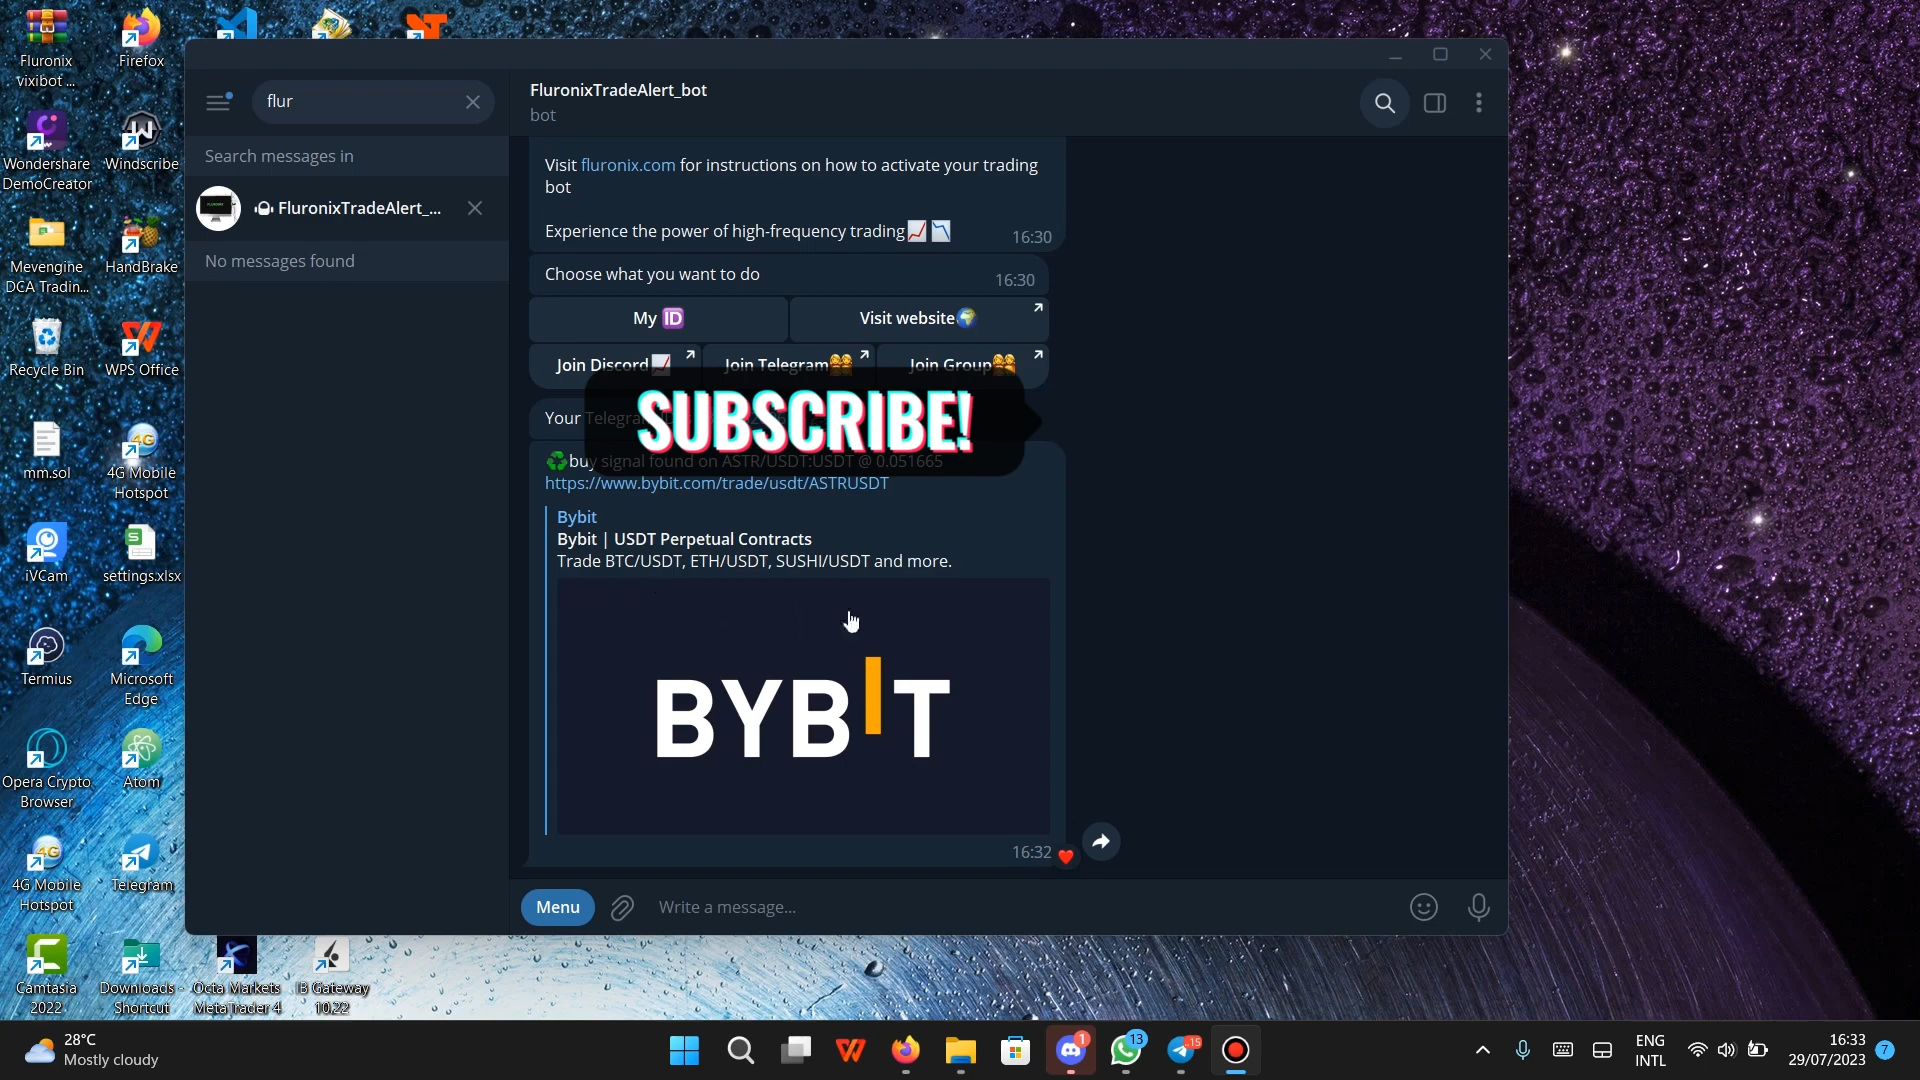 Fluronix
vixibot ...
Firefox
Wondershare
DemoCreator
Windscribe
Mevengine
DCA Tradin...
HandBrake
Recycle Bin
WPS Office
mm.sol
4G Mobile
Hotspot
iVCam
settings.xlsx
Termius
Microsoft
Edge
Opera Crypto
Browser
Atom
4G Mobile
Hotspot
Telegram
Camtasia
2022
Downloads -
Shortcut
Octa Markets
MetaTrader 4
IB Gateway
10.22
flur
Search messages in
FluronixTradeAlert_...
No messages found
FluronixTradeAlert_bot
bot
Visit fluronix.com for instructions on how to activate your trading
bot
Experience the power of high-frequency trading📈📉
16:30
Choose what you want to do
16:30
My 🆔
Visit website🌍
Join Discord📈
Join Telegram👭
Join Group👭
Your Telegram
SUBSCRIBE!
♻️buy signal found on ASTR/USDT:USDT @ 0.051665
https://www.bybit.com/trade/usdt/ASTRUSDT
Bybit
Bybit | USDT Perpetual Contracts
Trade BTC/USDT, ETH/USDT, SUSHI/USDT and more.
BYBIT
16:32
Menu
Write a message...
28°C
Mostly cloudy
1
13
15
ENG
INTL
16:33
29/07/2023
7